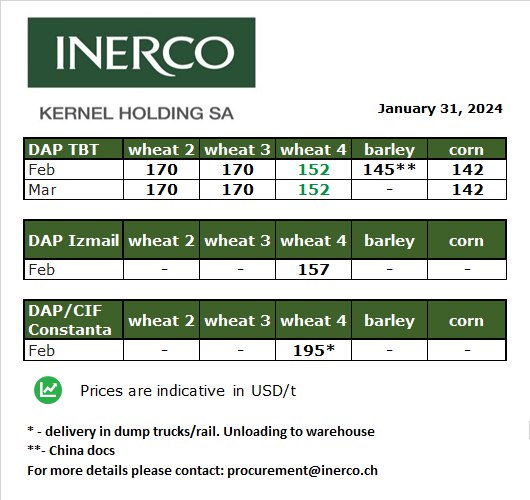 INERCO
KERNEL HOLDING SA
January 31, 2024
DAP TBT wheat 2 wheat 3 wheat 4 barley corn
Feb 170 170 152 145** 142
Mar 170 170 152 - 142
DAP Izmail wheat 2 wheat 3 wheat 4 barley corn
Feb - - 157 - -
DAP/CIF
Constanta wheat 2 wheat 3 wheat 4 barley corn
Feb - - 195* - -
Prices are indicative in USD/t
* - delivery in dump trucks/rail. Unloading to warehouse
**- China docs
For more details please contact: procurement@inerco.ch